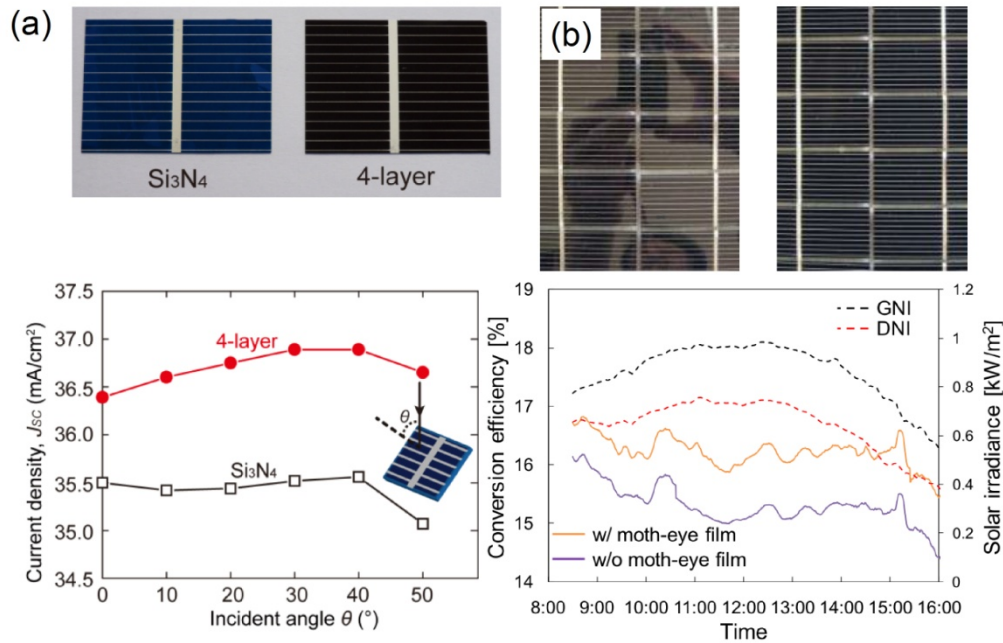 (a)
Si₃N₄
4-layer
(b)
37.5
37.0
36.5
36.0
35.5
35.0
34.5
Current density, JSC (mA/cm²)
4-layer
θ
Si₃N₄
0
10
20
30
40
50
Incident angle θ (°)
19
18
17
16
15
14
Conversion efficiency [%]
GNI
DNI
w/ moth-eye film
w/o moth-eye film
1.2
1
0.8
0.6
0.4
0.2
0
Solar irradiance [kW/m²]
8:00
9:00
10:00
11:00
12:00
13:00
14:00
15:00
16:00
Time